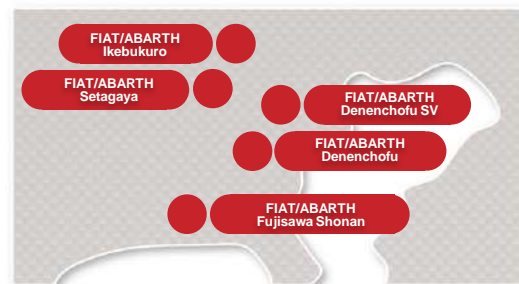 FIAT/ABARTH
Ikebukuro
FIAT/ABARTH
Setagaya
FIAT/ABARTH
Denenchofu SV
FIAT/ABARTH
Denenchofu
FIAT/ABARTH
Fujisawa Shonan